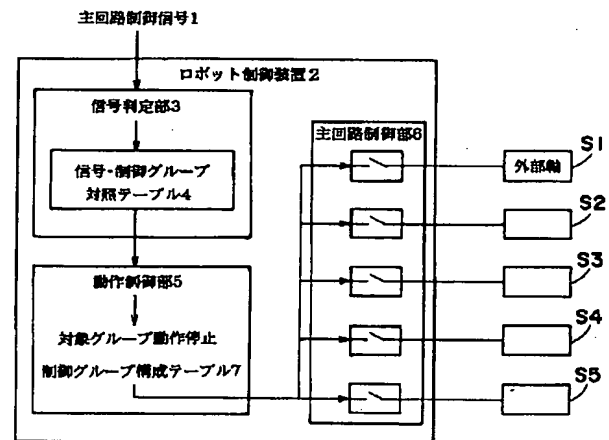 主回路制御信号1
ロボット制御装置2
信号判定部3
信号・制御グループ
対照テーブル4
動作制御部5
対象グループ動作停止
制御グループ構成テーブル7
主回路制御部6
外部軸
S1
S2
S3
S4
S5